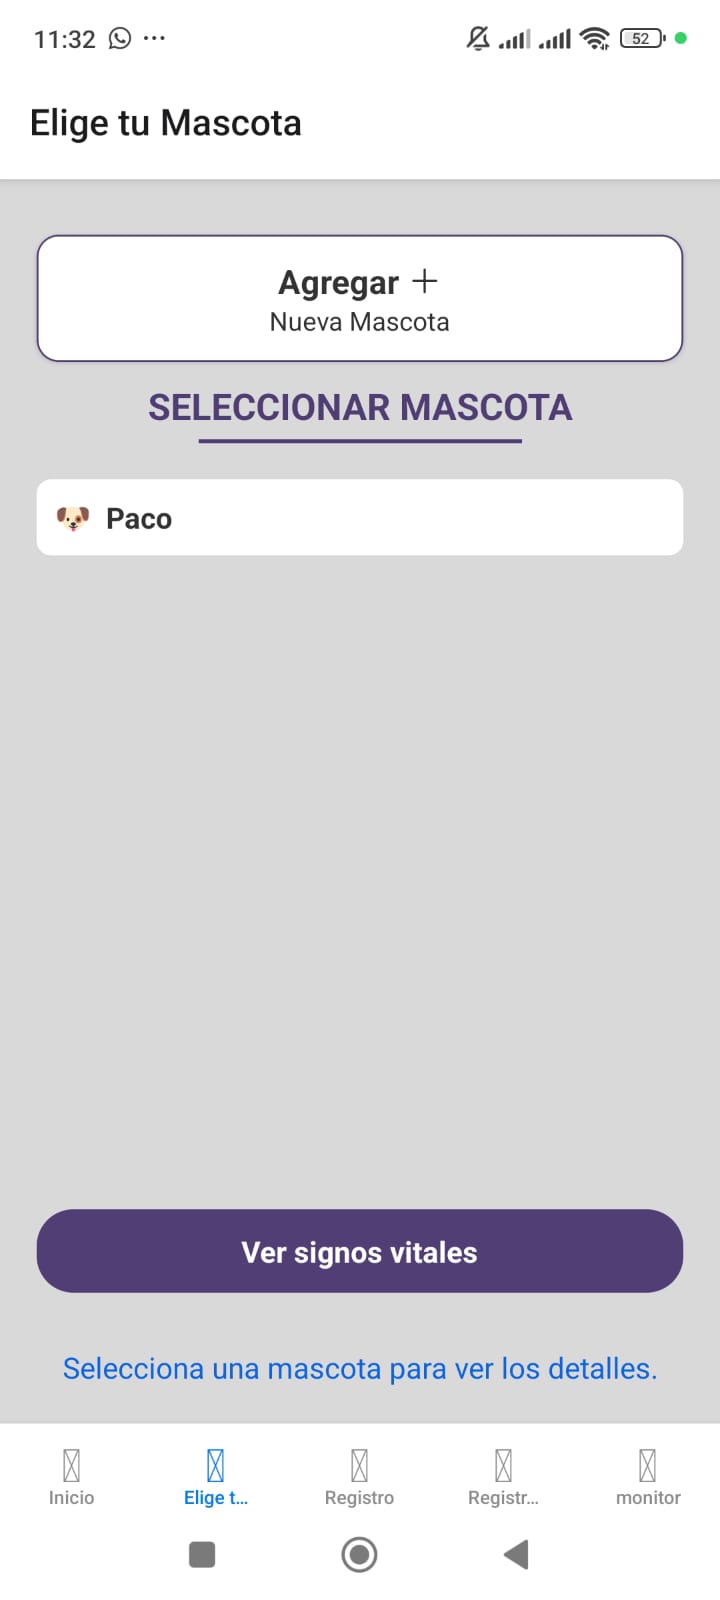 11:32
52
Elige tu Mascota
Agregar +
Nueva Mascota
SELECCIONAR MASCOTA
Paco
Ver signos vitales
Selecciona una mascota para ver los detalles.
Inicio
Elige t...
Registro
Registr...
monitor